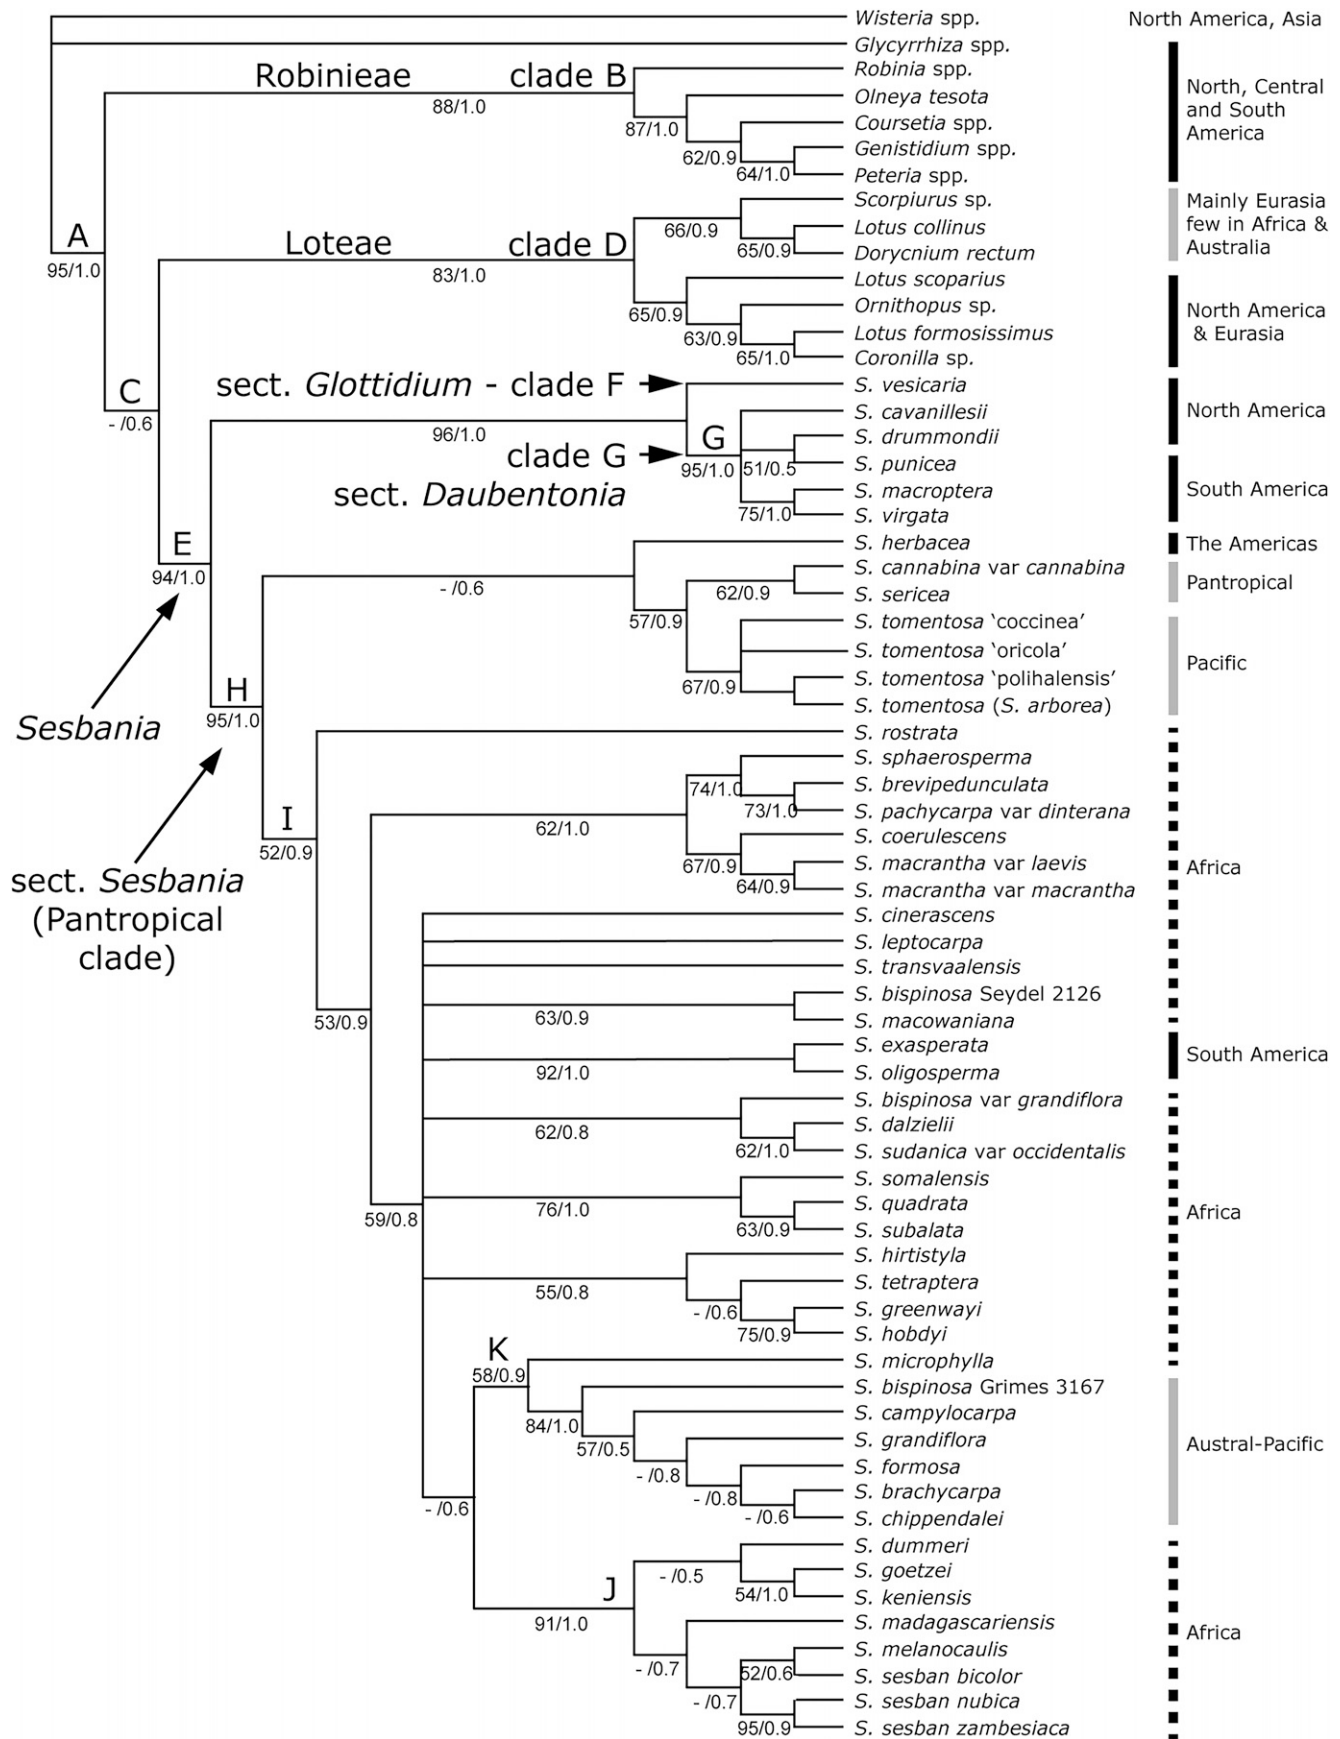 Wisteria spp.
North America, Asia
Glycyrrhiza spp.
Robinieae
clade B
88/1.0
Robinia spp.
Olneya tesota
87/1.0
Coursetia spp.
62/0.9
Genistidium spp.
64/1.0
Peteria spp.
North, Central
and South
America
A
95/1.0
Loteae
clade D
83/1.0
Scorpiurus sp.
66/0.9
Lotus collinus
65/0.9
Dorycnium rectum
Mainly Eurasia
few in Africa &
Australia
Lotus scoparius
65/0.9
Ornithopus sp.
63/0.9
Lotus formosissimus
65/1.0
Coronilla sp.
North America
& Eurasia
C
- /0.6
sect. Glottidium - clade F
S. vesicaria
96/1.0
S. cavanillesii
North America
G
clade G
sect. Daubentonia
95/1.0
S. drummondii
51/0.5
S. punicea
S. macroptera
75/1.0
S. virgata
South America
E
94/1.0
Sesbania
S. herbacea
The Americas
- /0.6
S. cannabina var cannabina
62/0.9
S. sericea
Pantropical
57/0.9
S. tomentosa ‘coccinea’
S. tomentosa ‘oricola’
67/0.9
S. tomentosa ‘polihalensis’
S. tomentosa (S. arborea)
Pacific
H
95/1.0
sect. Sesbania
(Pantropical
clade)
S. rostrata
S. sphaerosperma
74/1.0
S. brevipedunculata
73/1.0
S. pachycarpa var dinterana
I
52/0.9
62/1.0
S. coerulescens
67/0.9
S. macrantha var laevis
64/0.9
S. macrantha var macrantha
Africa
S. cinerascens
S. leptocarpa
S. transvaalensis
53/0.9
S. bispinosa Seydel 2126
63/0.9
S. macowaniana
S. exasperata
92/1.0
S. oligosperma
South America
S. bispinosa var grandiflora
62/0.8
S. dalzielii
62/1.0
S. sudanica var occidentalis
59/0.8
S. somalensis
76/1.0
S. quadrata
63/0.9
S. subalata
Africa
S. hirtistyla
55/0.8
S. tetraptera
- /0.6
S. greenwayi
75/0.9
S. hobdyi
K
58/0.9
S. microphylla
84/1.0
S. bispinosa Grimes 3167
57/0.5
S. campylocarpa
- /0.8
S. grandiflora
- /0.8
S. formosa
- /0.6
S. brachycarpa
S. chippendalei
Austral-Pacific
- /0.6
J
91/1.0
S. dummeri
- /0.5
S. goetzei
54/1.0
S. keniensis
S. madagascariensis
- /0.7
S. melanocaulis
52/0.6
S. sesban bicolor
- /0.7
S. sesban nubica
95/0.9
S. sesban zambesiaca
Africa